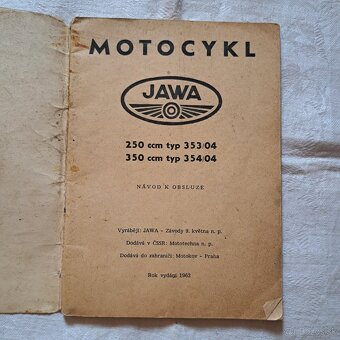 MOTOCYKL
JAWA
250 ccm typ 353/04
350 ccm typ 354/04
NÁVOD K OBSLUZE
Vyrábějí: JAWA - Závody 9. května n. p.
Dodává v ČSSR: Mototechna n. p.
Dodává do zahraničí: Motokov - Praha
Rok vydání 1962